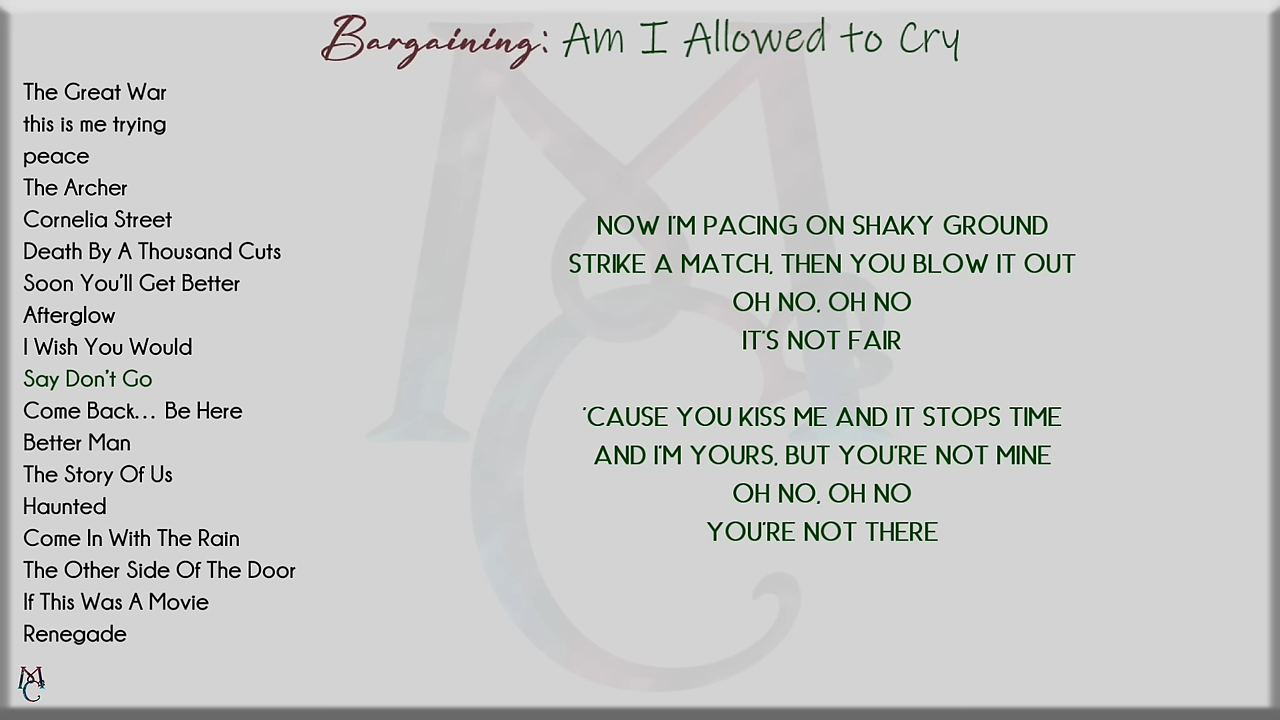 Bargaining: Am I Allowed to Cry
The Great War
this is me trying
peace
The Archer
Cornelia Street
Death By A Thousand Cuts
Soon You'll Get Better
Afterglow
I Wish You Would
Say Don't Go
Come Back... Be Here
Better Man
The Story Of Us
Haunted
Come In With The Rain
The Other Side Of The Door
If This Was A Movie
Renegade
NOW I'M PACING ON SHAKY GROUND
STRIKE A MATCH, THEN YOU BLOW IT OUT
OH NO, OH NO
IT'S NOT FAIR
'CAUSE YOU KISS ME AND IT STOPS TIME
AND I'M YOURS, BUT YOU'RE NOT MINE
OH NO, OH NO
YOU'RE NOT THERE